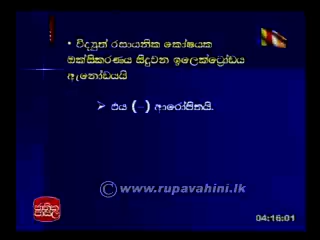 • විද්‍යුත් රසායනික කෝෂයක
ඔක්සිකරණය සිදුවන ඉලෙක්ට්‍රෝඩය
ඇනෝඩයයි
➢ එය (–) ආරෝපිතයි.
©www.rupavahini.lk
04:16:01